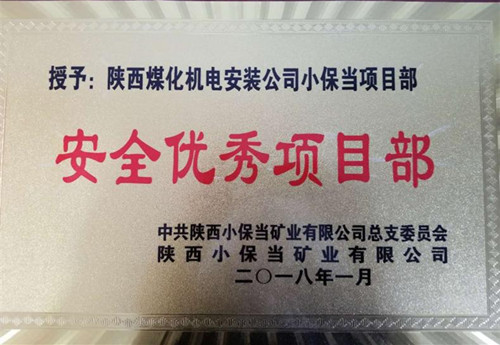 授予：陕西煤化机电安装公司小保当项目部
安全优秀项目部
中共陕西小保当矿业有限公司总支委员会
陕西小保当矿业有限公司
二〇一八年一月